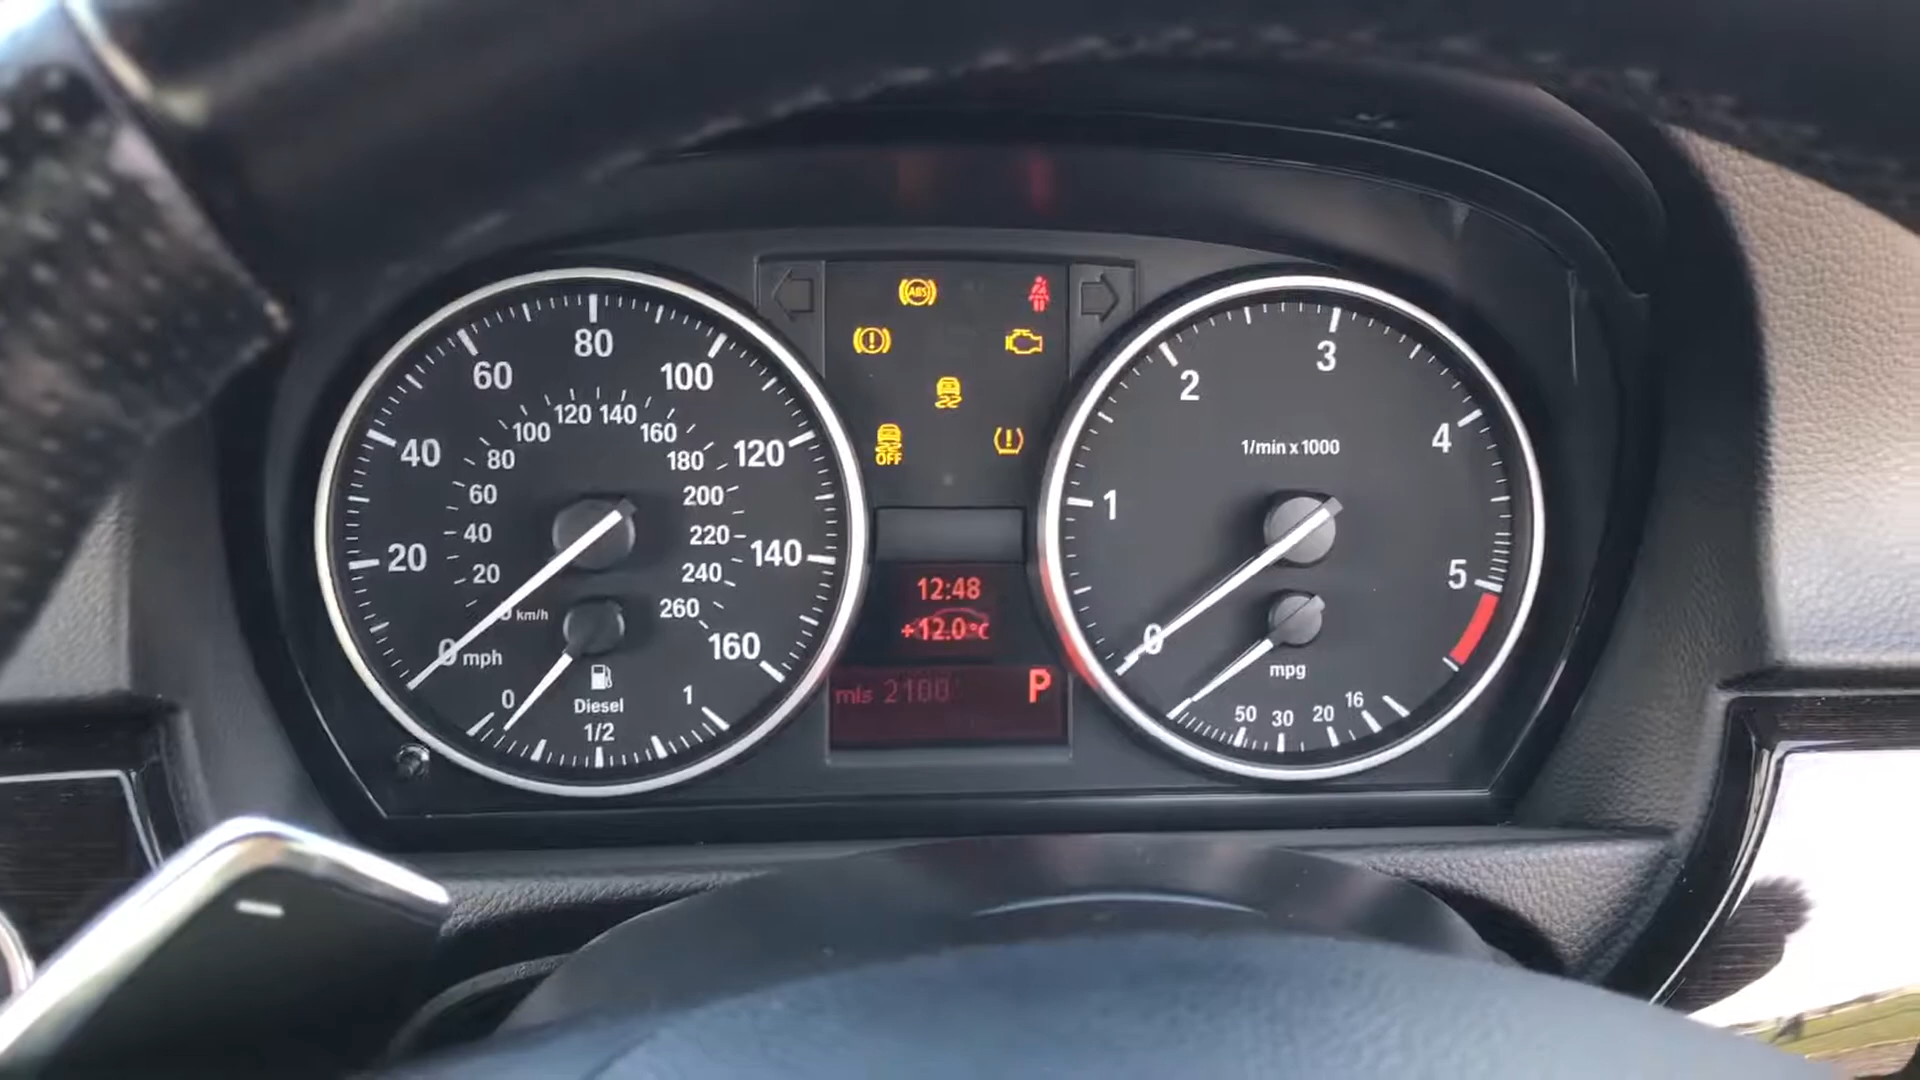 80
60
100
40
120
20
140
0 mph
160
120 140
100
160
80
180
60
200
40
220
20
240
km/h
260
0
Diesel
1
1/2
ABS
OFF
12:48
+12.0°C
mls 2100
P
3
2
4
1/min x 1000
1
5
0
mpg
50 30 20 16